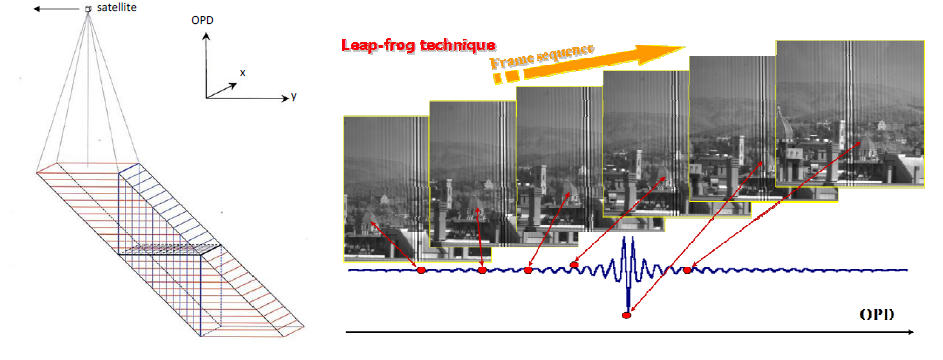 satellite
OPD
x
y
Leap-frog technique
Frame sequence
OPD